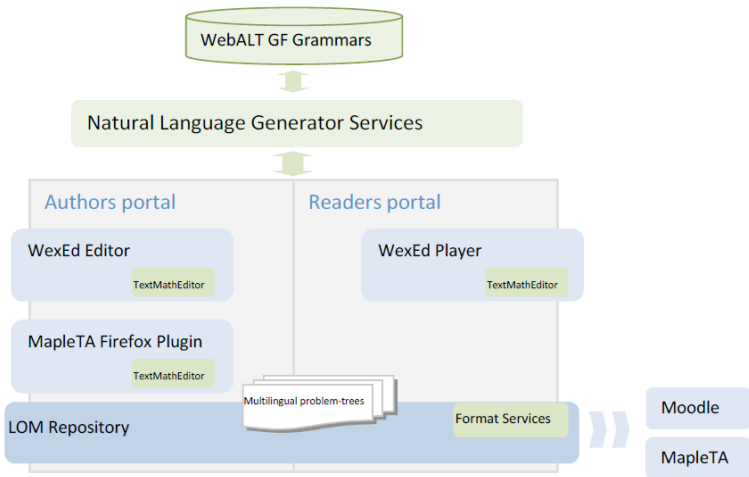 WebALT GF Grammars
Natural Language Generator Services
Authors portal
Readers portal
WexEd Editor
TextMathEditor
WexEd Player
TextMathEditor
MapleTA Firefox Plugin
TextMathEditor
Multilingual problem-trees
LOM Repository
Format Services
Moodle
MapleTA